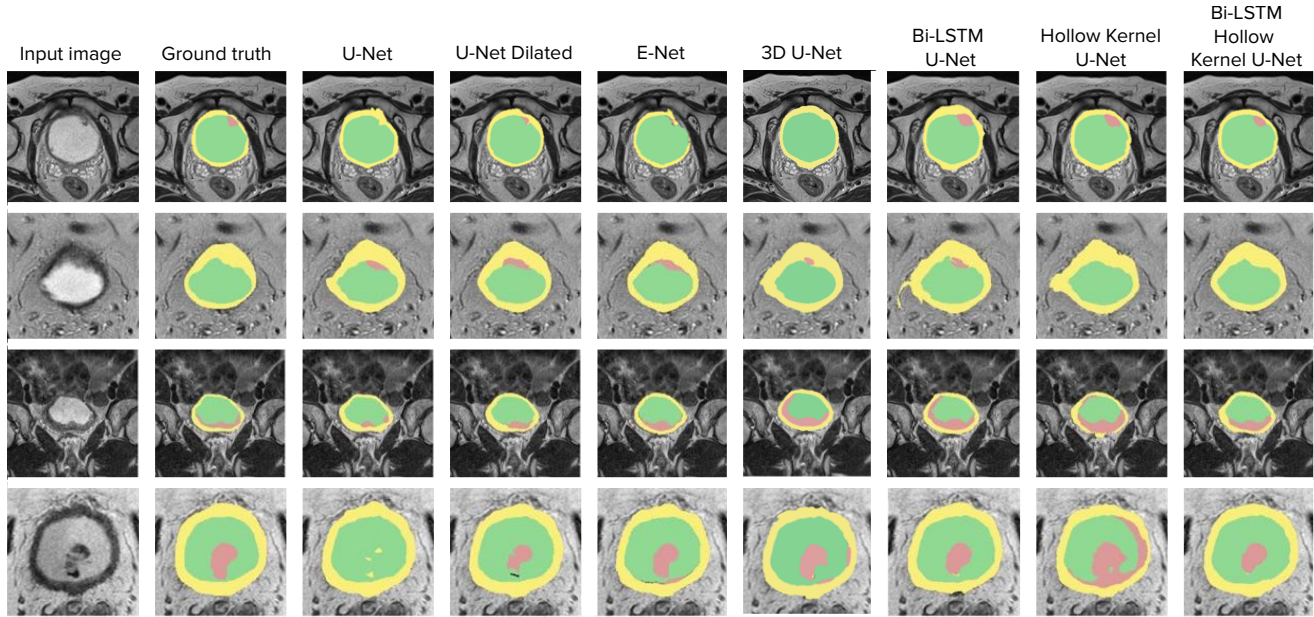 Input image
Ground truth
U-Net
U-Net Dilated
E-Net
3D U-Net
Bi-LSTM
U-Net
Hollow Kernel
U-Net
Bi-LSTM
Hollow
Kernel U-Net